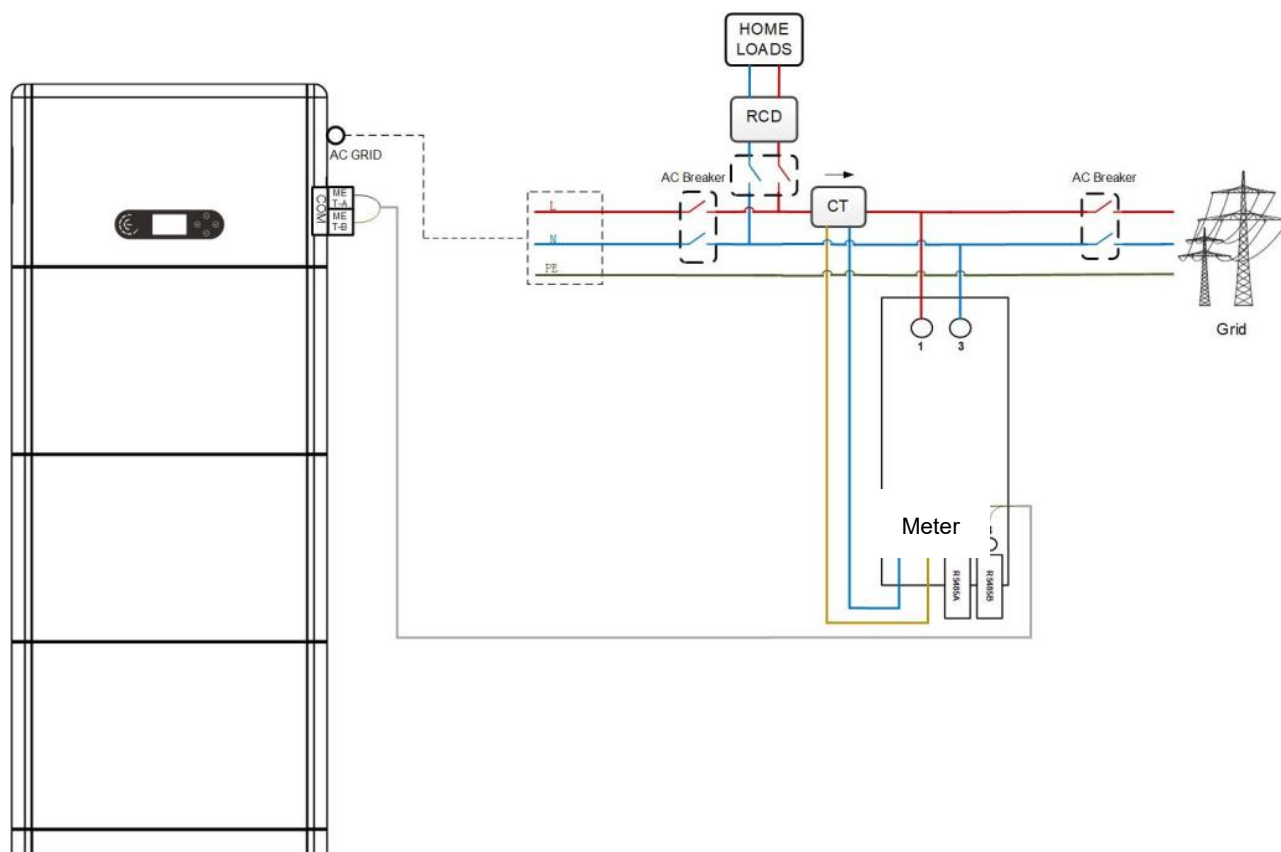 HOME
LOADS
RCD
AC GRID
AC Breaker
AC Breaker
COM
ME
T-A
ME
T-B
L
CT
N
PE
Grid
1
3
Meter
RS485A
RS485B